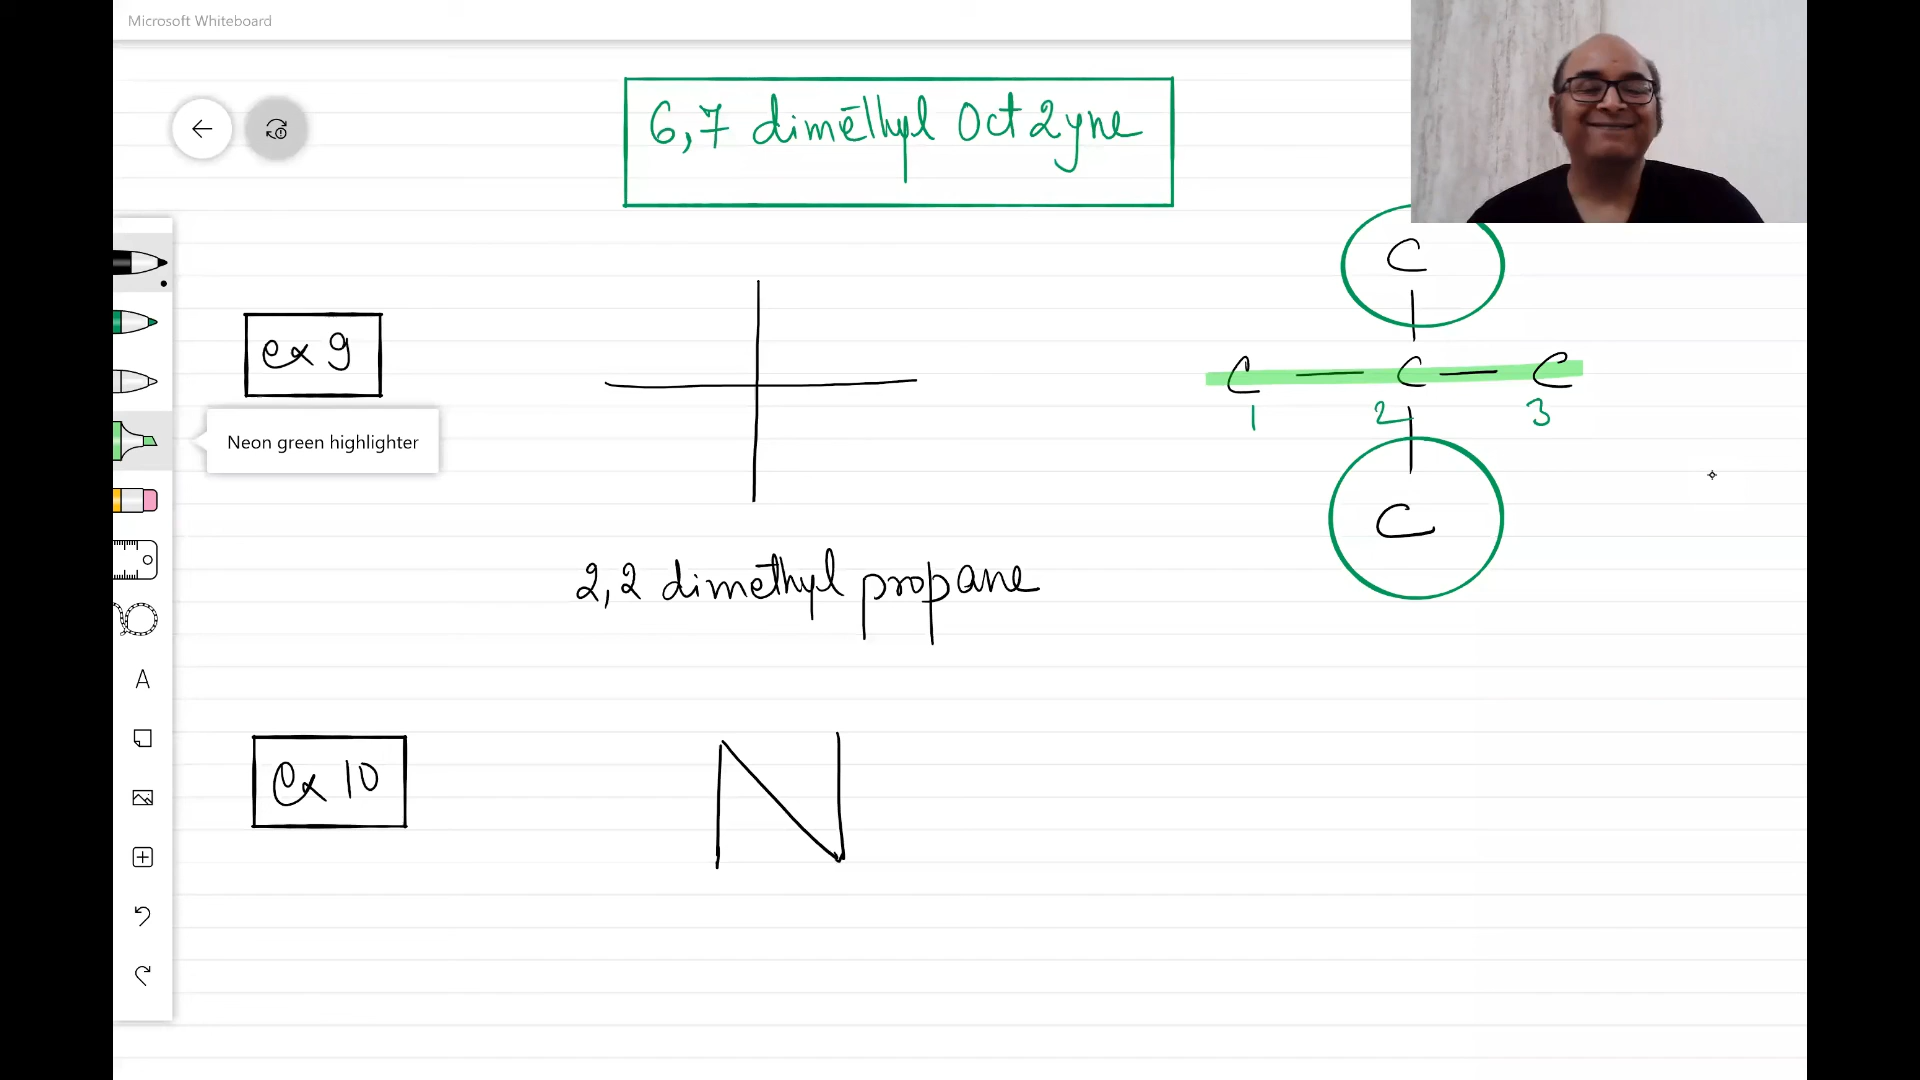 Microsoft Whiteboard
6,7 dimethyl Oct 2yne
C
ex 9
C — C — C
1 2 3
Neon green highlighter
C
2,2 dimethyl propane
A
Ex 10
N